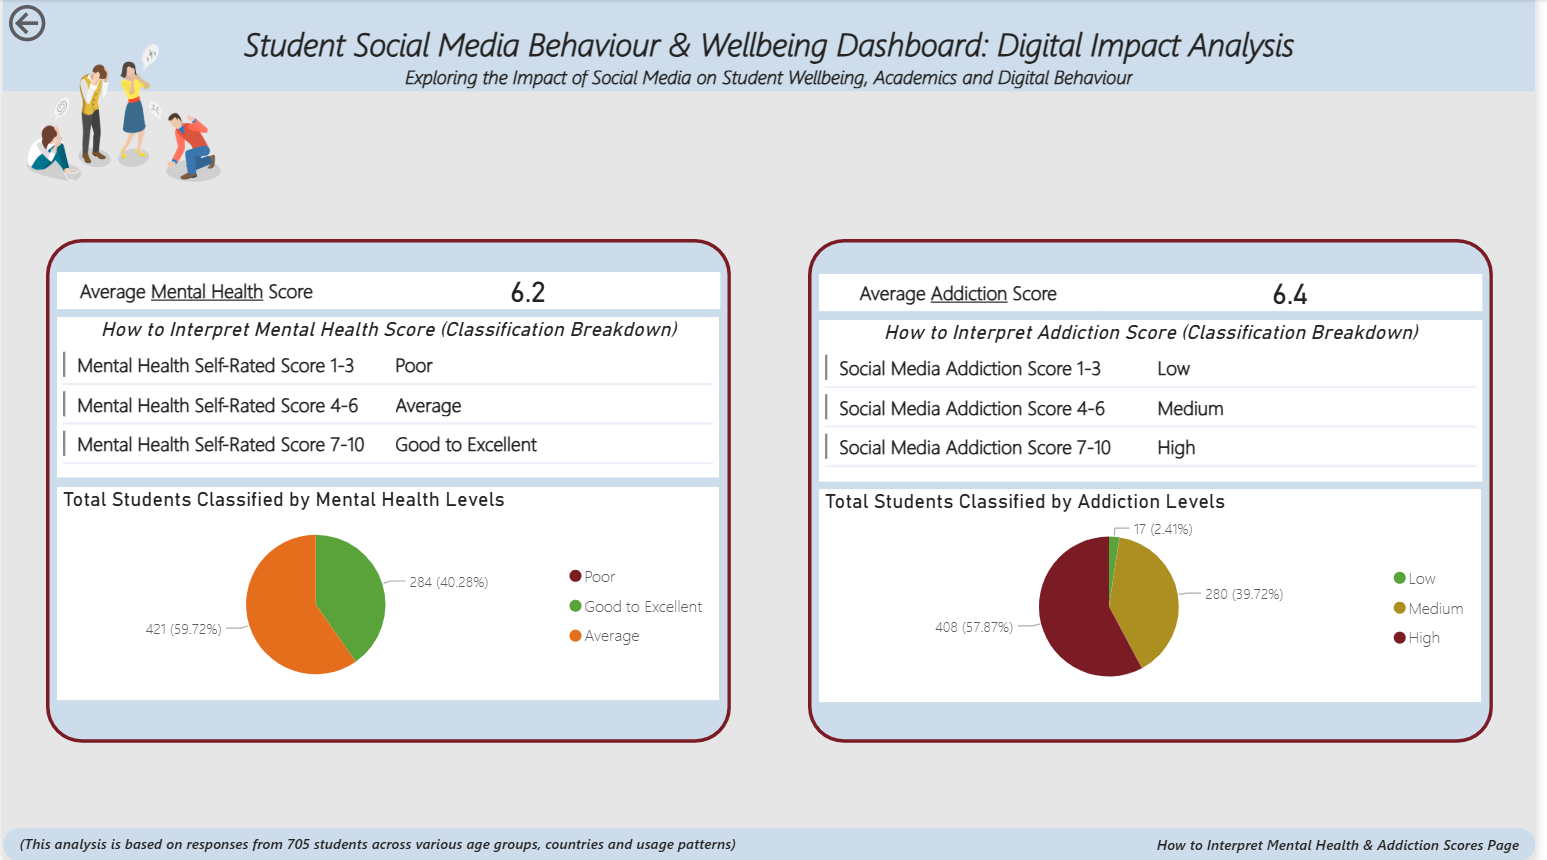 Student Social Media Behaviour & Wellbeing Dashboard: Digital Impact Analysis
Exploring the Impact of Social Media on Student Wellbeing, Academics and Digital Behaviour
Average Mental Health Score 6.2
How to Interpret Mental Health Score (Classification Breakdown)
Mental Health Self-Rated Score 1-3 Poor
Mental Health Self-Rated Score 4-6 Average
Mental Health Self-Rated Score 7-10 Good to Excellent
Total Students Classified by Mental Health Levels
284 (40.28%)
421 (59.72%)
Poor
Good to Excellent
Average
Average Addiction Score 6.4
How to Interpret Addiction Score (Classification Breakdown)
Social Media Addiction Score 1-3 Low
Social Media Addiction Score 4-6 Medium
Social Media Addiction Score 7-10 High
Total Students Classified by Addiction Levels
17 (2.41%)
280 (39.72%)
408 (57.87%)
Low
Medium
High
(This analysis is based on responses from 705 students across various age groups, countries and usage patterns)
How to Interpret Mental Health & Addiction Scores Page